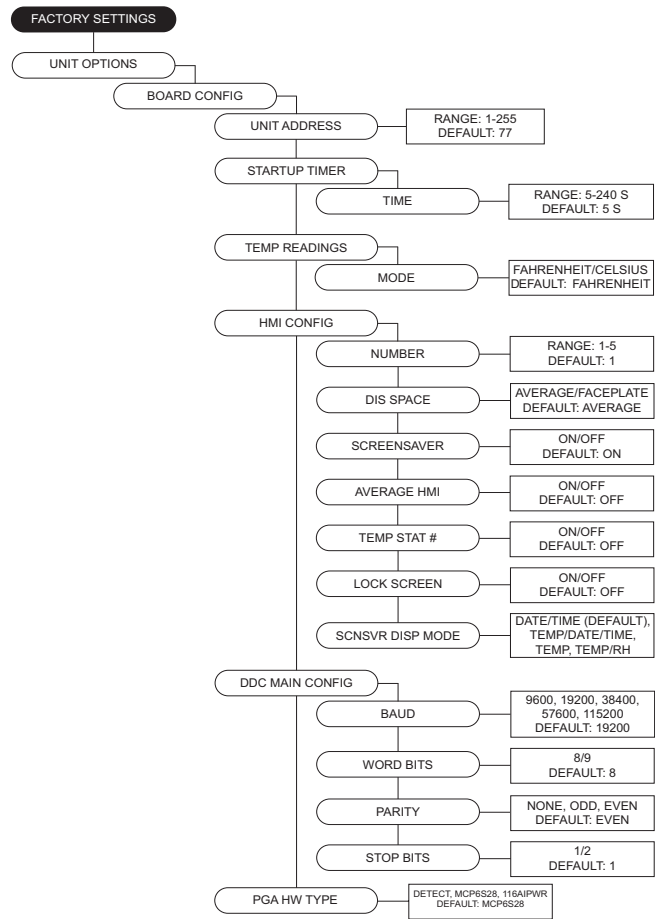 FACTORY SETTINGS
UNIT OPTIONS
BOARD CONFIG
UNIT ADDRESS
RANGE: 1-255
DEFAULT: 77
STARTUP TIMER
TIME
RANGE: 5-240 S
DEFAULT: 5 S
TEMP READINGS
MODE
FAHRENHEIT/CELSIUS
DEFAULT: FAHRENHEIT
HMI CONFIG
NUMBER
RANGE: 1-5
DEFAULT: 1
DIS SPACE
AVERAGE/FACEPLATE
DEFAULT: AVERAGE
SCREENSAVER
ON/OFF
DEFAULT: ON
AVERAGE HMI
ON/OFF
DEFAULT: OFF
TEMP STAT #
ON/OFF
DEFAULT: OFF
LOCK SCREEN
ON/OFF
DEFAULT: OFF
SCNSVR DISP MODE
DATE/TIME (DEFAULT),
TEMP/DATE/TIME,
TEMP, TEMP/RH
DDC MAIN CONFIG
BAUD
9600, 19200, 38400,
57600, 115200
DEFAULT: 19200
WORD BITS
8/9
DEFAULT: 8
PARITY
NONE, ODD, EVEN
DEFAULT: EVEN
STOP BITS
1/2
DEFAULT: 1
PGA HW TYPE
DETECT, MCP6S28, 116AIPWR
DEFAULT: MCP6S28